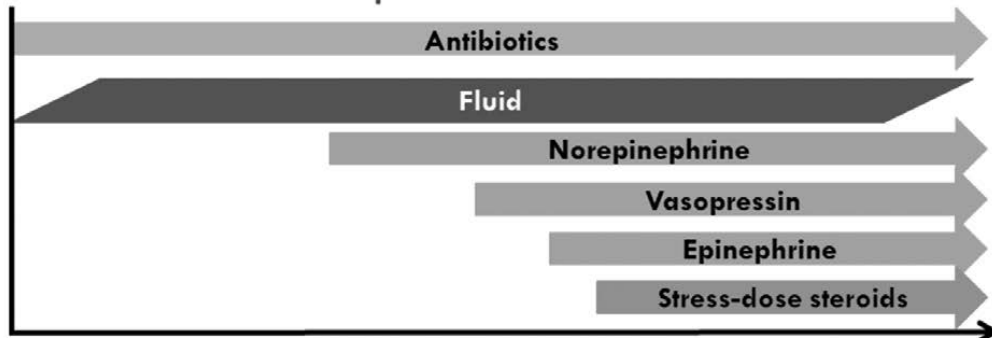 Antibiotics
Fluid
Norepinephrine
Vasopressin
Epinephrine
Stress-dose steroids